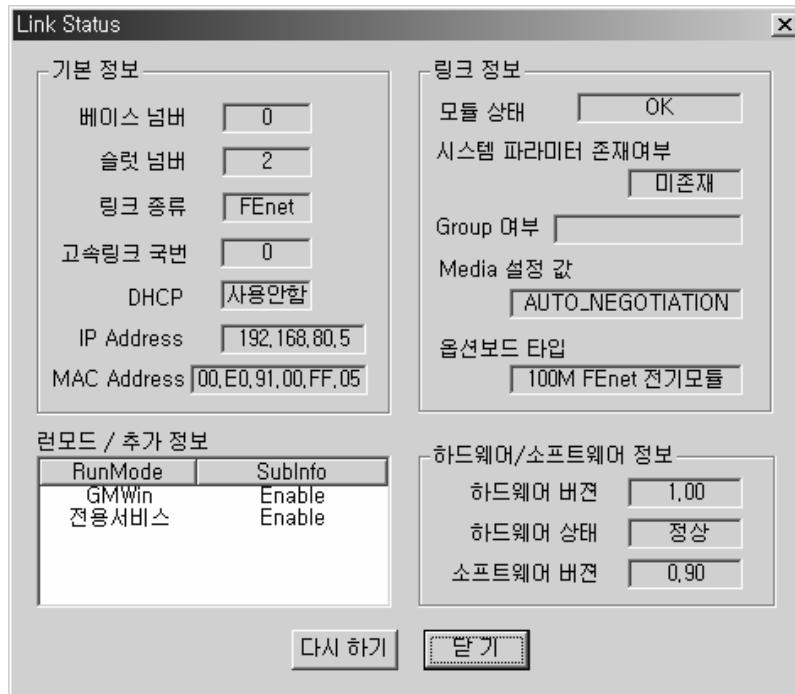 Link Status
기본 정보
베이스 넘버 0
슬럿 넘버 2
링크 종류 FEnet
고속링크 국번 0
DHCP 사용안함
IP Address 192,168,80,5
MAC Address 00,E0,91,00,FF,05
링크 정보
모듈 상태 OK
시스템 파라미터 존재여부
미존재
Group 여부
Media 설정 값
AUTO_NEGOTIATION
옵션보드 타입
100M FEnet 전기모듈
런모드 / 추가 정보
RunMode SubInfo
GMWin Enable
전용서비스 Enable
하드웨어/소프트웨어 정보
하드웨어 버젼 1,00
하드웨어 상태 정상
소프트웨어 버젼 0,90
다시 하기 닫기